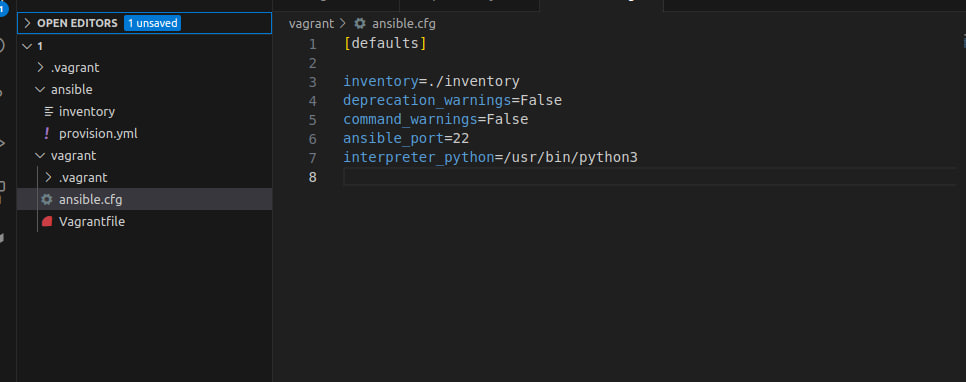 OPEN EDITORS 1 unsaved
1
.vagrant
ansible
inventory
! provision.yml
vagrant
.vagrant
ansible.cfg
Vagrantfile
vagrant > ansible.cfg
1 [defaults]
2
3 inventory=./inventory
4 deprecation_warnings=False
5 command_warnings=False
6 ansible_port=22
7 interpreter_python=/usr/bin/python3
8